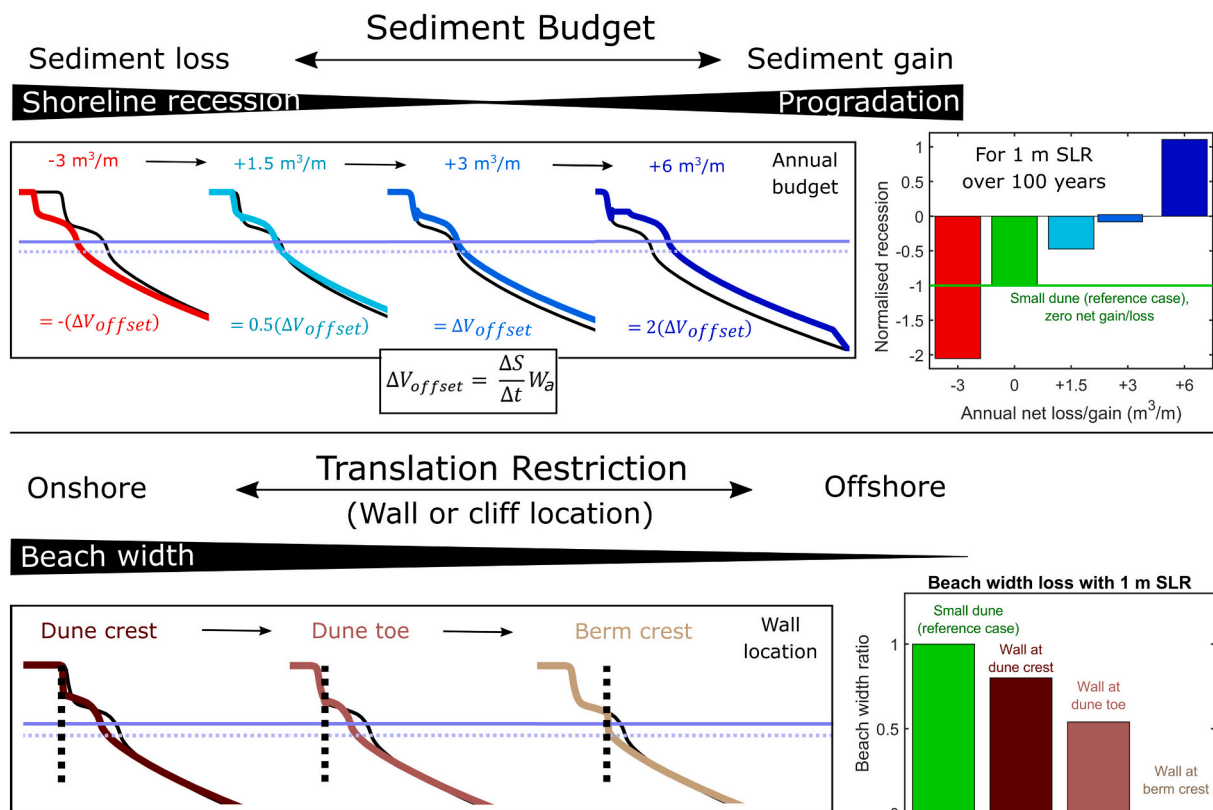 Sediment Budget
Sediment loss
Sediment gain
Shoreline recession
Progradation
-3 m³/m
+1.5 m³/m
+3 m³/m
+6 m³/m
Annual
budget
= -(ΔV_offset)
= 0.5(ΔV_offset)
= ΔV_offset
= 2(ΔV_offset)
ΔV_offset = ΔS/Δt W_a
For 1 m SLR
over 100 years
Normalised recession
1
0.5
0
-0.5
-1
-1.5
-2
Small dune (reference case),
zero net gain/loss
-3 0 +1.5 +3 +6
Annual net loss/gain (m³/m)
Translation Restriction
Onshore
Offshore
(Wall or cliff location)
Beach width
Dune crest
Dune toe
Berm crest
Wall
location
Beach width loss with 1 m SLR
Beach width ratio
1
0.5
Small dune
(reference case)
Wall at
dune crest
Wall at
dune toe
Wall at
berm crest